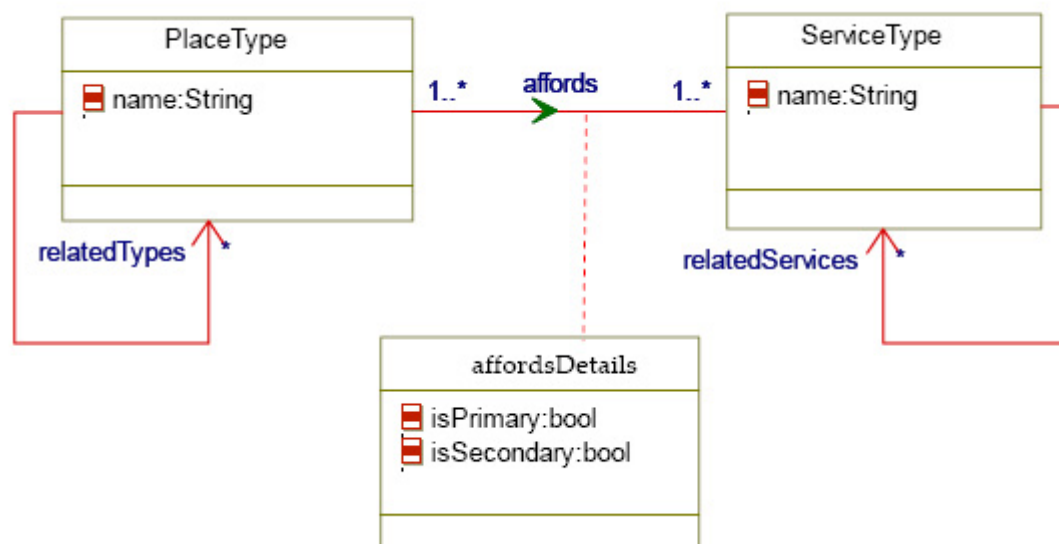 PlaceType
name:String
1..*
affords
1..*
ServiceType
name:String
relatedTypes
*
relatedServices
*
affordsDetails
isPrimary:bool
isSecondary:bool